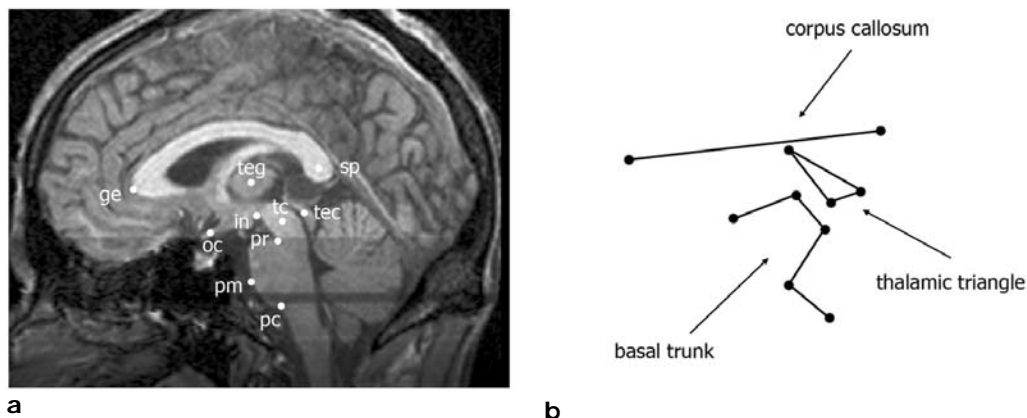 ge
teg
sp
in
tc
tec
oc
pr
pm
pc
a
corpus callosum
thalamic triangle
basal trunk
b